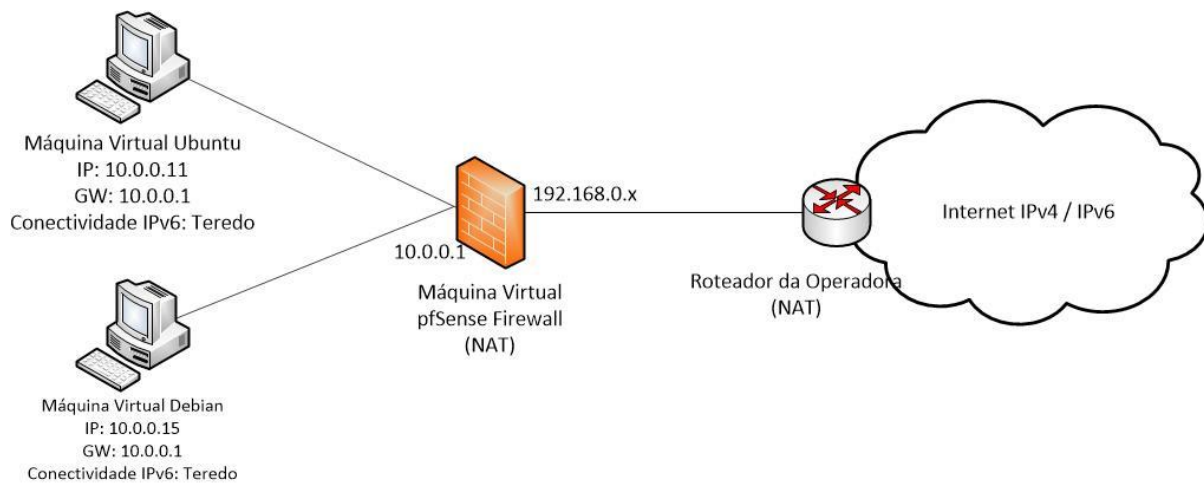 Máquina Virtual Ubuntu
IP: 10.0.0.11
GW: 10.0.0.1
Conectividade IPv6: Teredo
192.168.0.x
10.0.0.1
Máquina Virtual
pfSense Firewall
(NAT)
Roteador da Operadora
(NAT)
Internet IPv4 / IPv6
Máquina Virtual Debian
IP: 10.0.0.15
GW: 10.0.0.1
Conectividade IPv6: Teredo